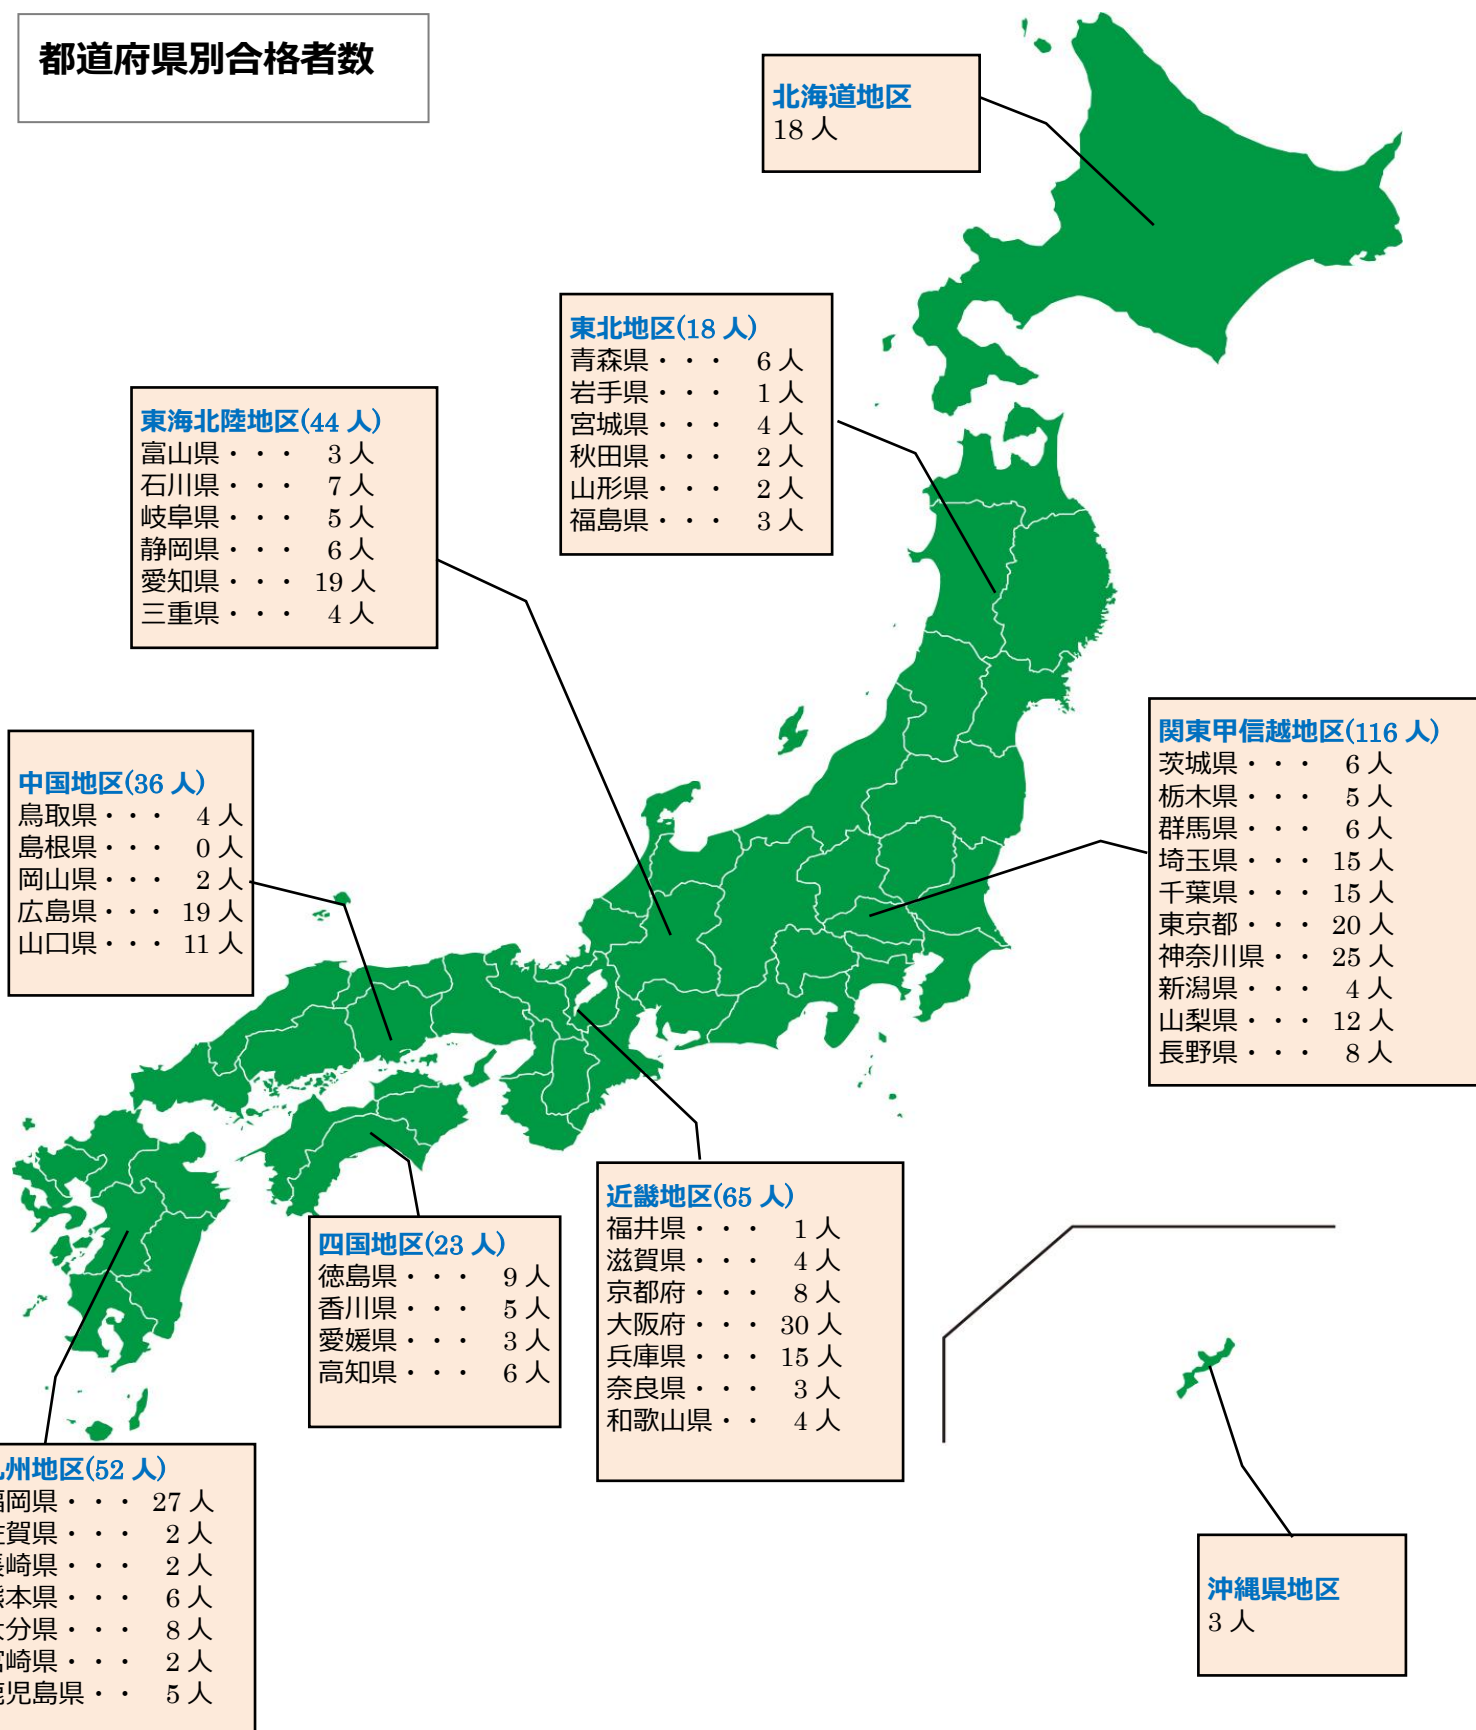 都道府県別合格者数
北海道地区
18 人
東北地区(18 人)
青森県・・・ 6 人
岩手県・・・ 1 人
宮城県・・・ 4 人
秋田県・・・ 2 人
山形県・・・ 2 人
福島県・・・ 3 人
東海北陸地区(44 人)
富山県・・・ 3 人
石川県・・・ 7 人
岐阜県・・・ 5 人
静岡県・・・ 6 人
愛知県・・・ 19 人
三重県・・・ 4 人
関東甲信越地区(116 人)
茨城県・・・ 6 人
栃木県・・・ 5 人
群馬県・・・ 6 人
埼玉県・・・ 15 人
千葉県・・・ 15 人
東京都・・・ 20 人
神奈川県・・ 25 人
新潟県・・・ 4 人
山梨県・・・ 12 人
長野県・・・ 8 人
中国地区(36 人)
鳥取県・・・ 4 人
島根県・・・ 0 人
岡山県・・・ 2 人
広島県・・・ 19 人
山口県・・・ 11 人
近畿地区(65 人)
福井県・・・ 1 人
滋賀県・・・ 4 人
京都府・・・ 8 人
大阪府・・・ 30 人
兵庫県・・・ 15 人
奈良県・・・ 3 人
和歌山県・・ 4 人
四国地区(23 人)
徳島県・・・ 9 人
香川県・・・ 5 人
愛媛県・・・ 3 人
高知県・・・ 6 人
九州地区(52 人)
福岡県・・・ 27 人
佐賀県・・・ 2 人
長崎県・・・ 2 人
熊本県・・・ 6 人
大分県・・・ 8 人
宮崎県・・・ 2 人
鹿児島県・・ 5 人
沖縄県地区
3 人